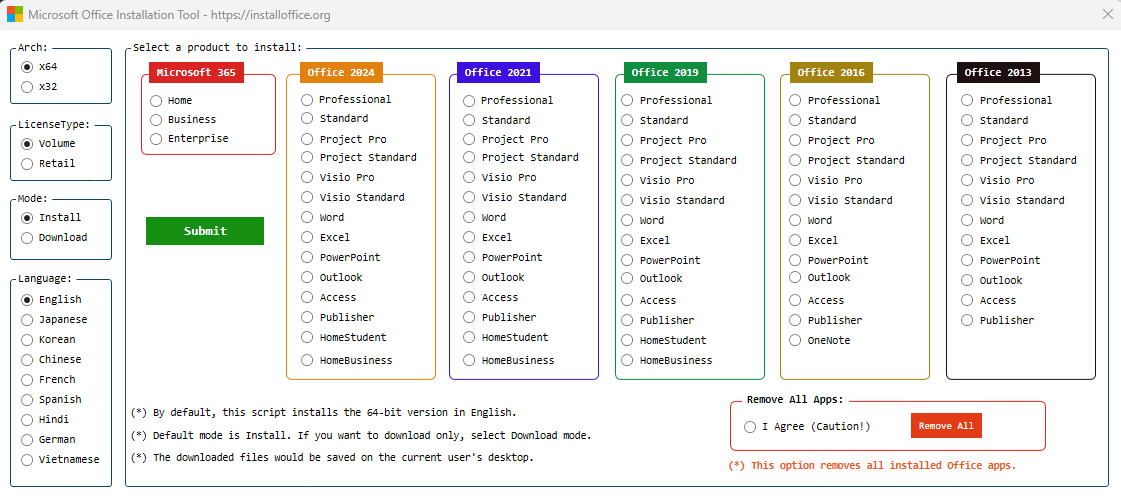 Microsoft Office Installation Tool - https://installoffice.org
Arch:
x64
x32
LicenseType:
Volume
Retail
Mode:
Install
Download
Language:
English
Japanese
Korean
Chinese
French
Spanish
Hindi
German
Vietnamese
Select a product to install:
Microsoft 365
Home
Business
Enterprise
Submit
Office 2024
Professional
Standard
Project Pro
Project Standard
Visio Pro
Visio Standard
Word
Excel
PowerPoint
Outlook
Access
Publisher
HomeStudent
HomeBusiness
Office 2021
Professional
Standard
Project Pro
Project Standard
Visio Pro
Visio Standard
Word
Excel
PowerPoint
Outlook
Access
Publisher
HomeStudent
HomeBusiness
Office 2019
Professional
Standard
Project Pro
Project Standard
Visio Pro
Visio Standard
Word
Excel
PowerPoint
Outlook
Access
Publisher
HomeStudent
HomeBusiness
Office 2016
Professional
Standard
Project Pro
Project Standard
Visio Pro
Visio Standard
Word
Excel
PowerPoint
Outlook
Access
Publisher
OneNote
Office 2013
Professional
Standard
Project Pro
Project Standard
Visio Pro
Visio Standard
Word
Excel
PowerPoint
Outlook
Access
Publisher
(*) By default, this script installs the 64-bit version in English.
(*) Default mode is Install. If you want to download only, select Download mode.
(*) The downloaded files would be saved on the current user's desktop.
Remove All Apps:
I Agree (Caution!)
Remove All
(*) This option removes all installed Office apps.